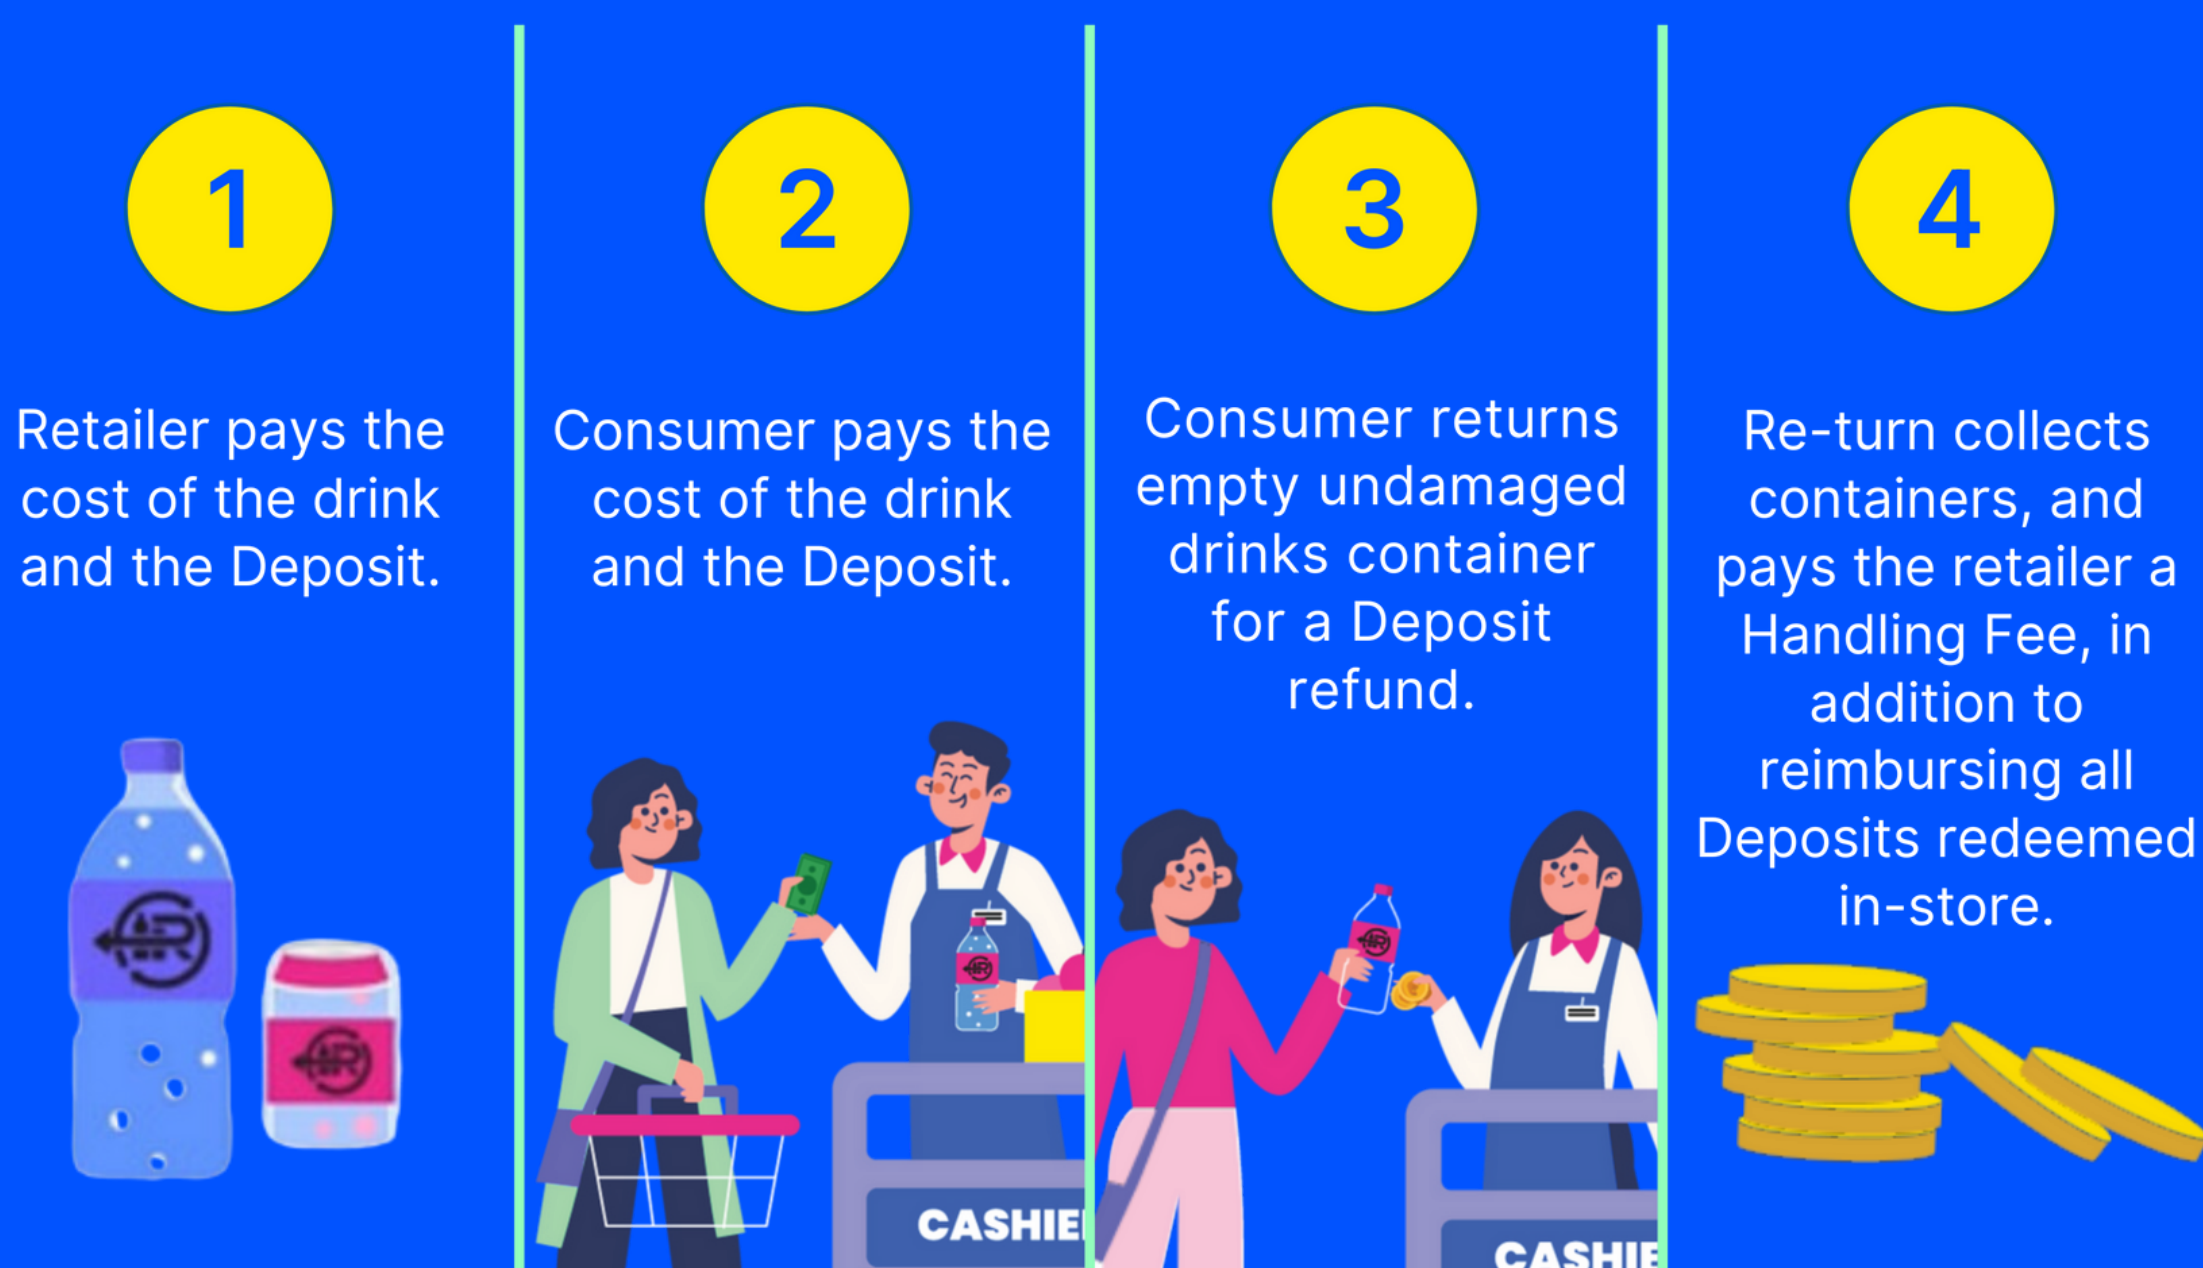 1
Retailer pays the
cost of the drink
and the Deposit.
2
Consumer pays the
cost of the drink
and the Deposit.
CASHIE
3
Consumer returns
empty undamaged
drinks container
for a Deposit
refund.
CASHIE
4
Re-turn collects
containers, and
pays the retailer a
Handling Fee, in
addition to
reimbursing all
Deposits redeemed
in-store.